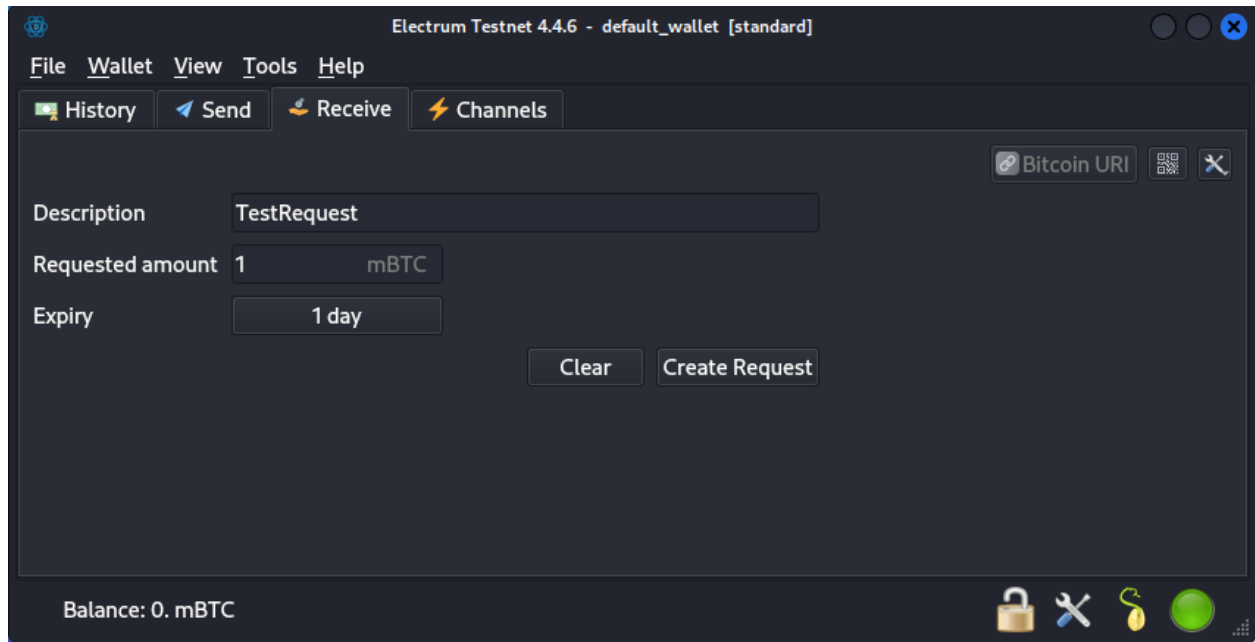 Electrum Testnet 4.4.6 - default_wallet [standard]
File Wallet View Tools Help
History Send Receive Channels
Bitcoin URI
Description TestRequest
Requested amount 1 mBTC
Expiry 1 day
Clear Create Request
Balance: 0. mBTC